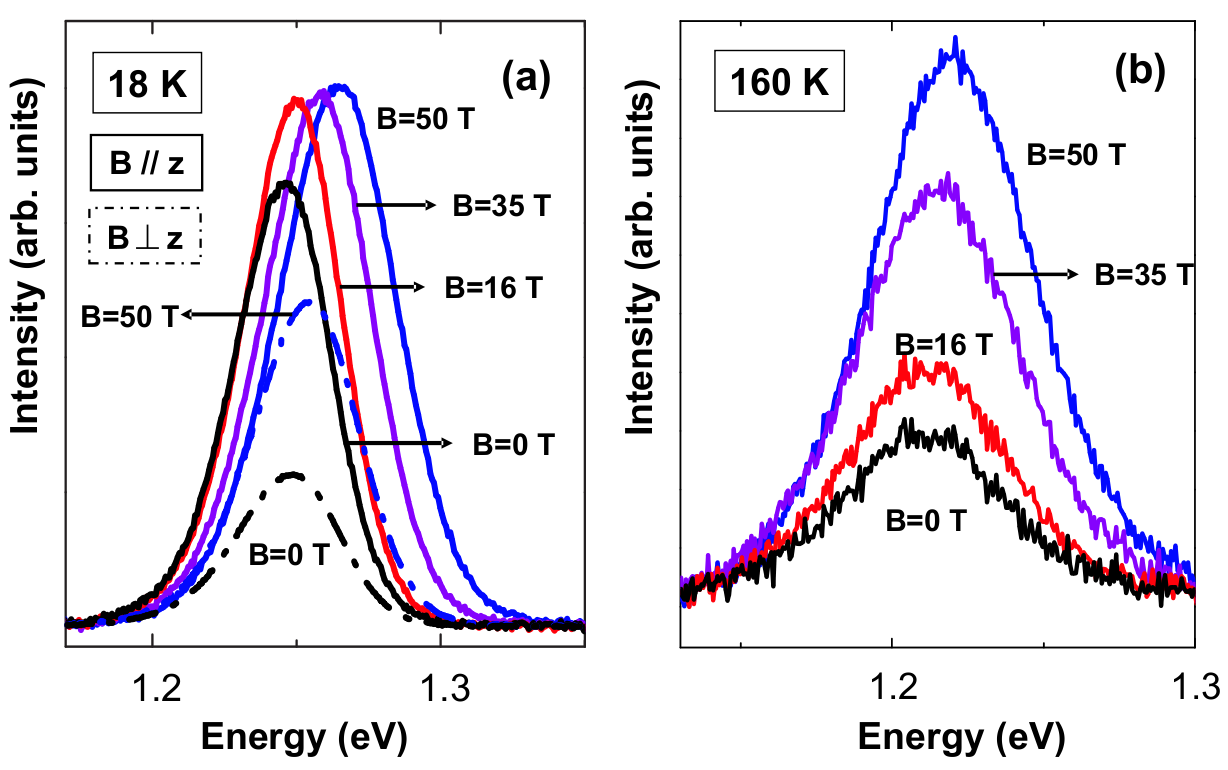 18 K
(a)
B // z
B ⊥ z
B=50 T
B=35 T
B=16 T
B=50 T
B=0 T
B=0 T
Intensity (arb. units)
1.2
1.3
Energy (eV)
160 K
(b)
B=50 T
B=35 T
B=16 T
B=0 T
Intensity (arb. units)
1.2
1.3
Energy (eV)